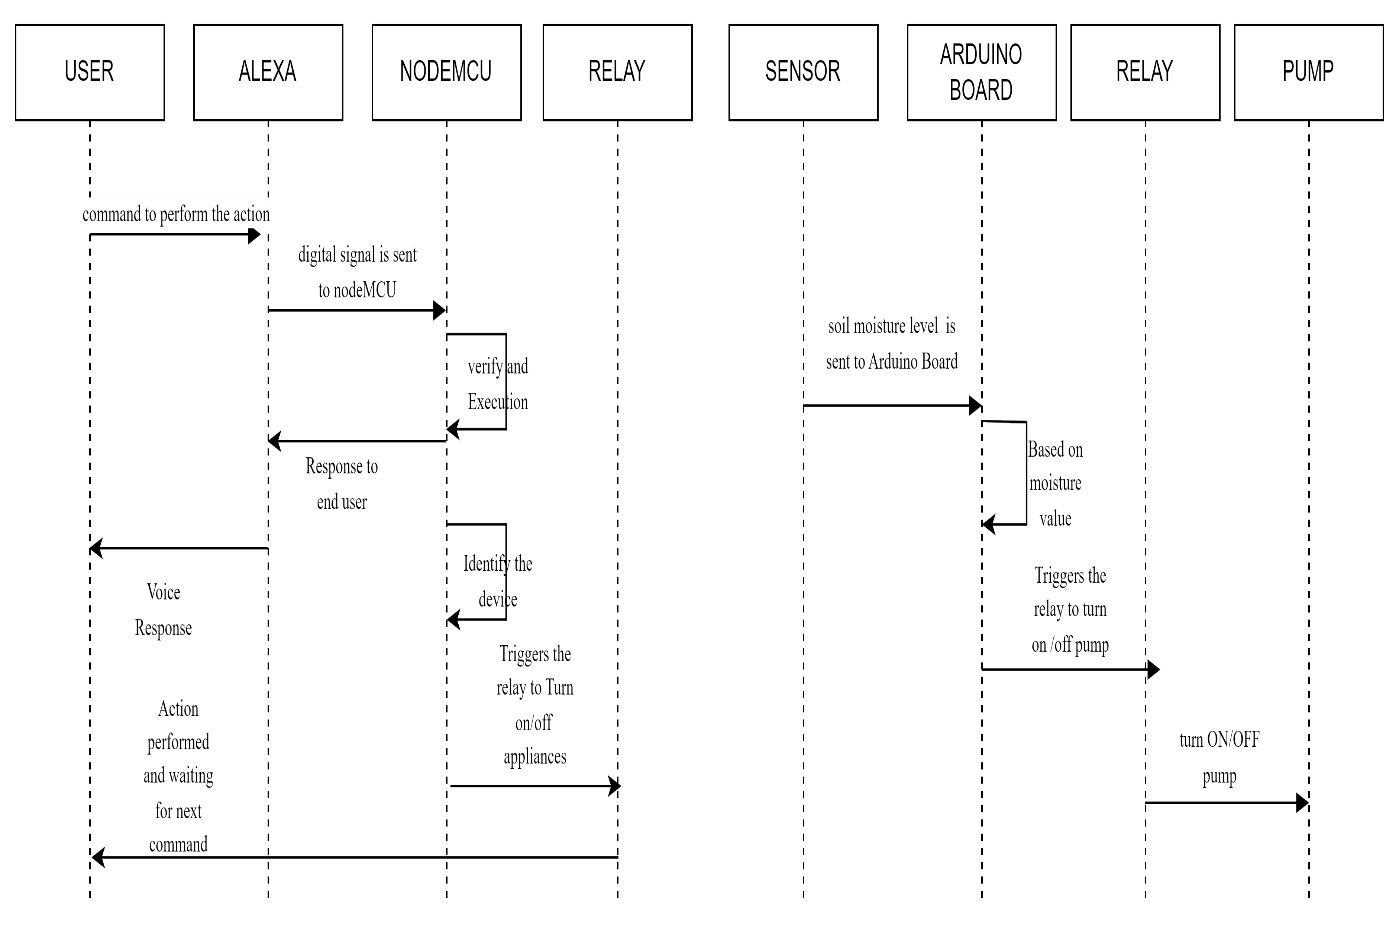 USER
ALEXA
NODEMCU
RELAY
SENSOR
ARDUINO
BOARD
RELAY
PUMP
command to perform the action
digital signal is sent
to nodeMCU
verify and
Execution
Response to
end user
Voice
Response
Identify the
device
Triggers the
relay to Turn
on/off
appliances
Action
performed
and waiting
for next
command
soil moisture level  is
sent to Arduino Board
Based on
moisture
value
Triggers the
relay to turn
on /off pump
turn ON/OFF
pump